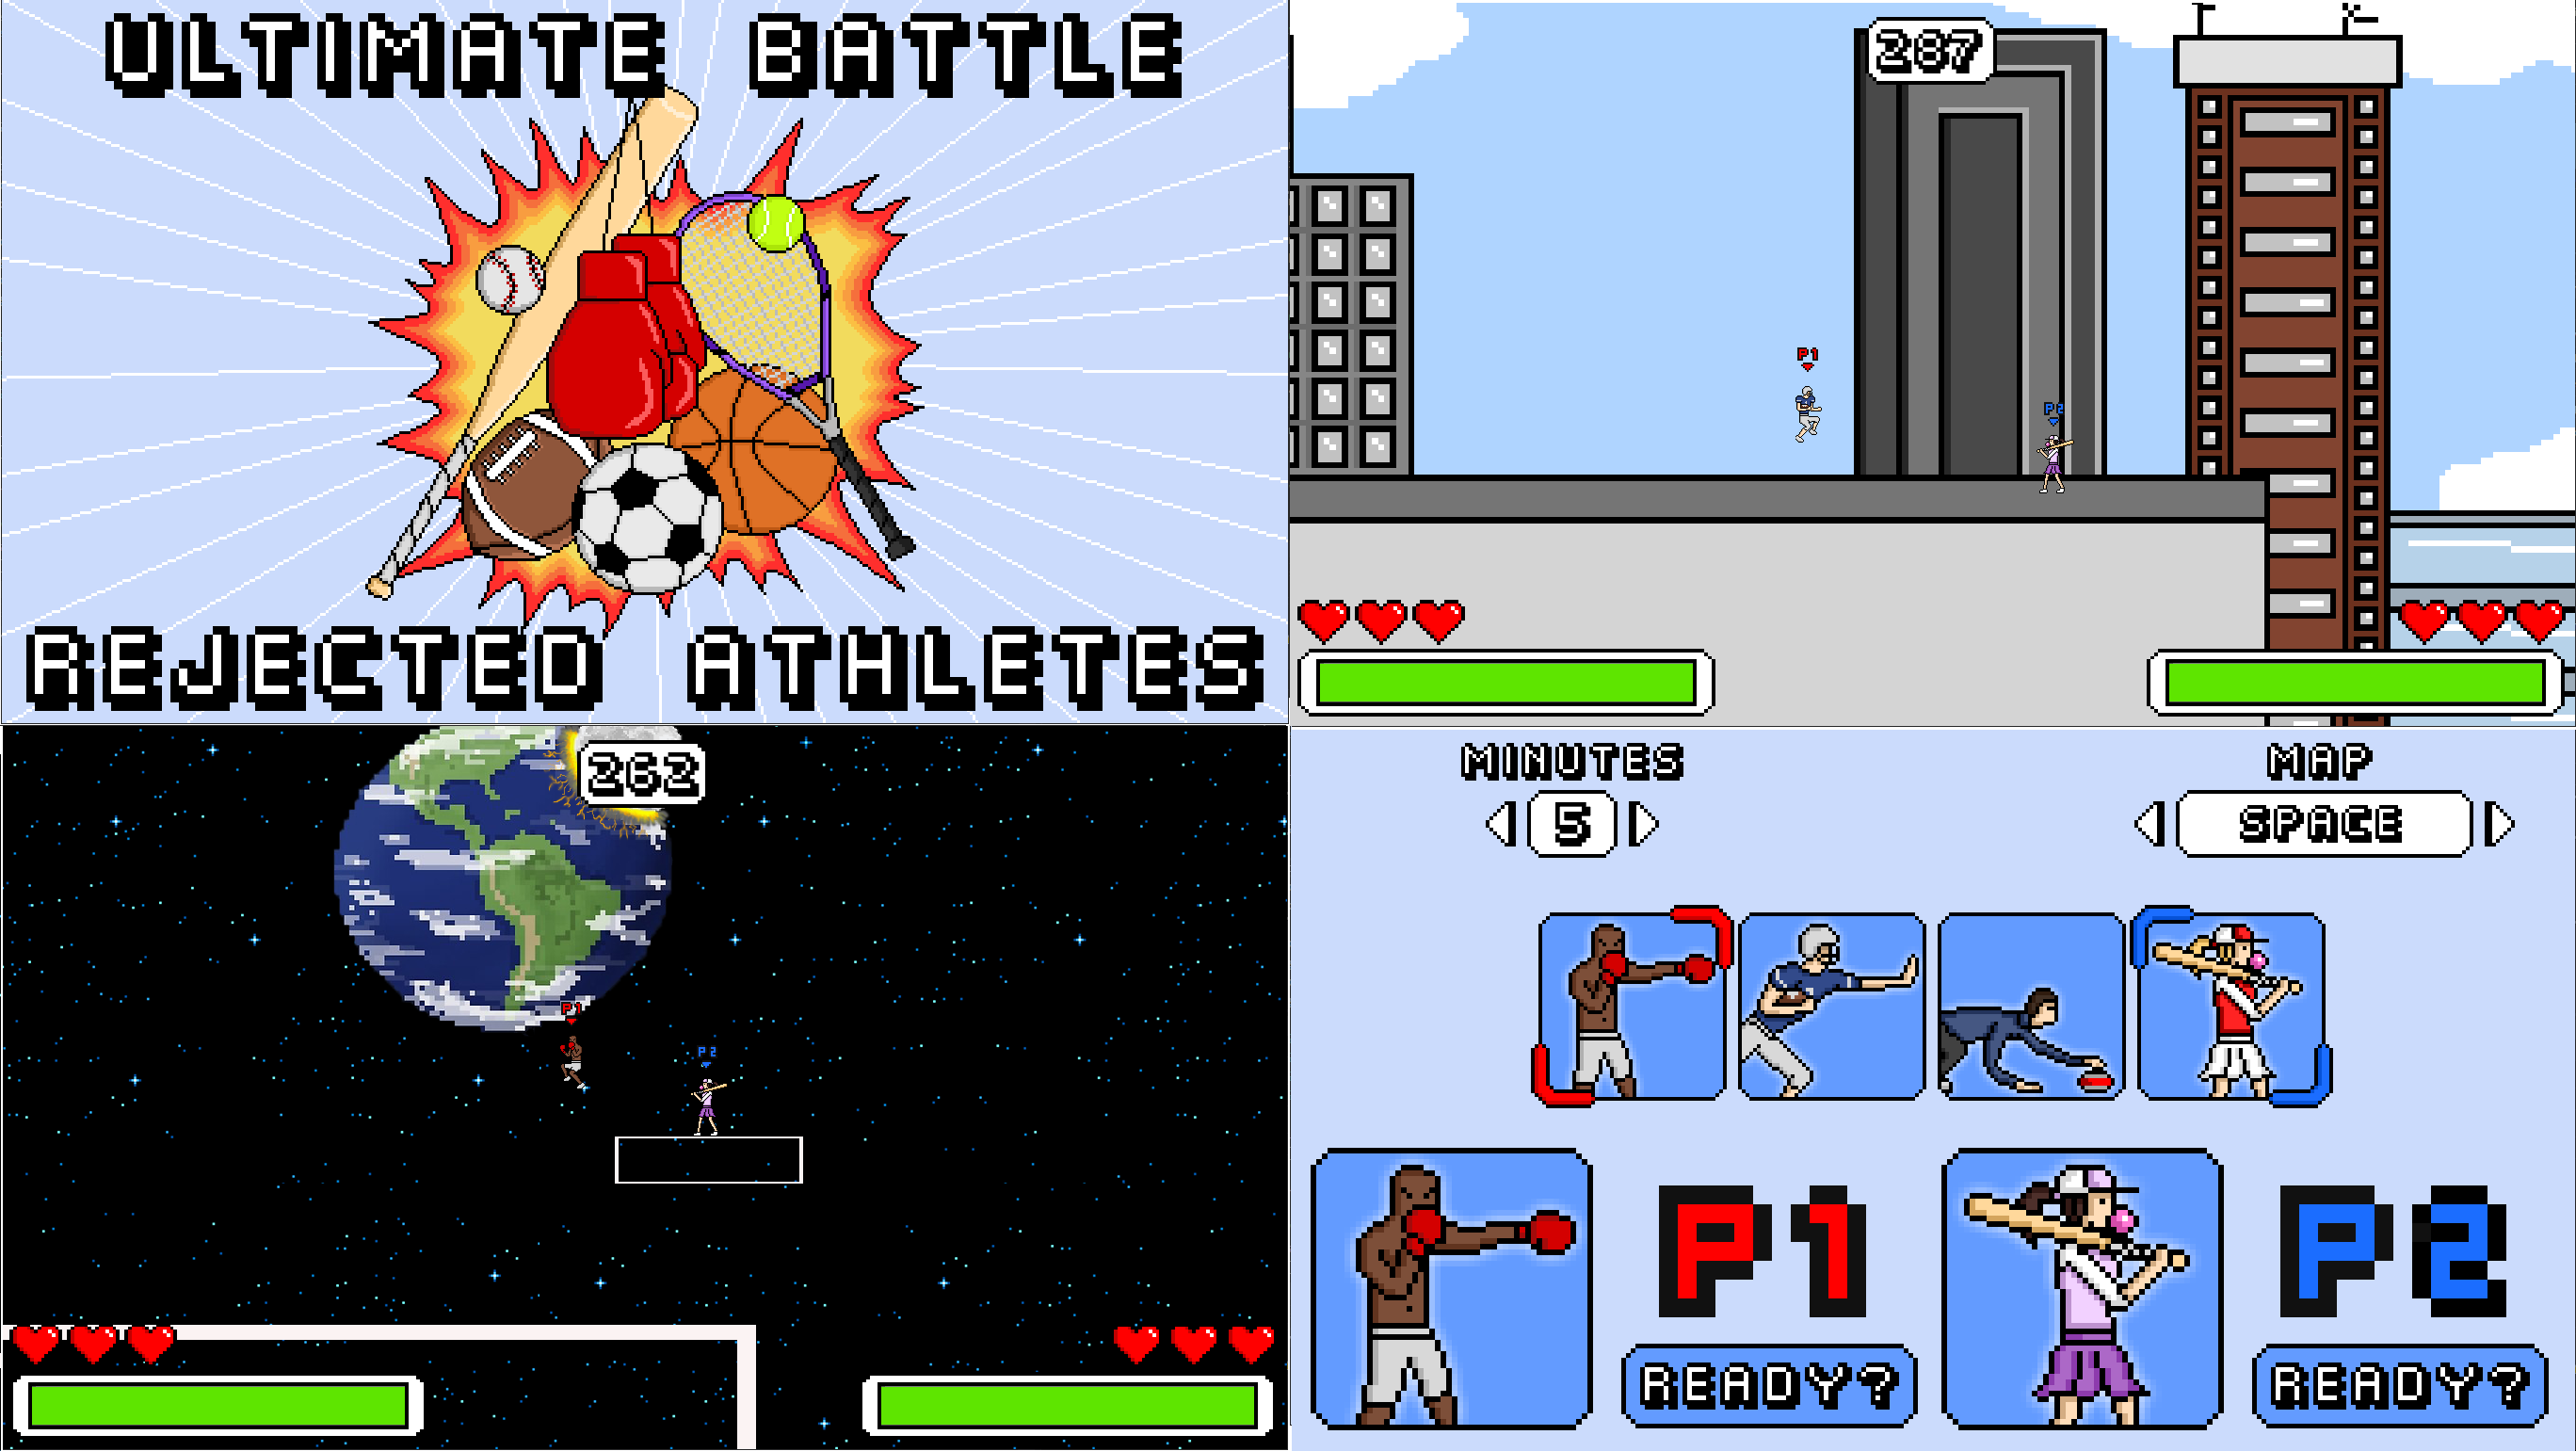 ULTIMATE BATTLE
REJECTED ATHLETES
287
P1
P2
262
P1
P2
MINUTES
5
MAP
SPACE
P1
READY?
P2
READY?